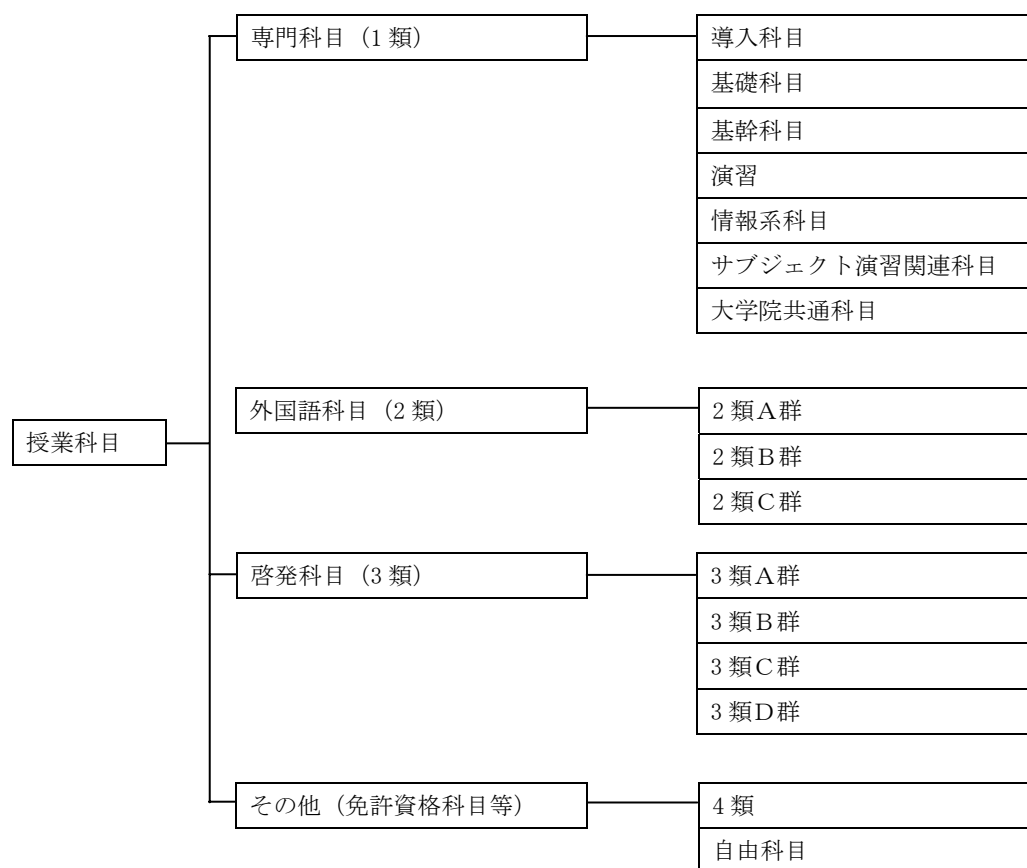 専門科目（1 類）
導入科目
基礎科目
基幹科目
演習
情報系科目
サブジェクト演習関連科目
大学院共通科目
授業科目
外国語科目（2 類）
2 類Ａ群
2 類Ｂ群
2 類Ｃ群
啓発科目（3 類）
3 類Ａ群
3 類Ｂ群
3 類Ｃ群
3 類Ｄ群
その他（免許資格科目等）
4 類
自由科目